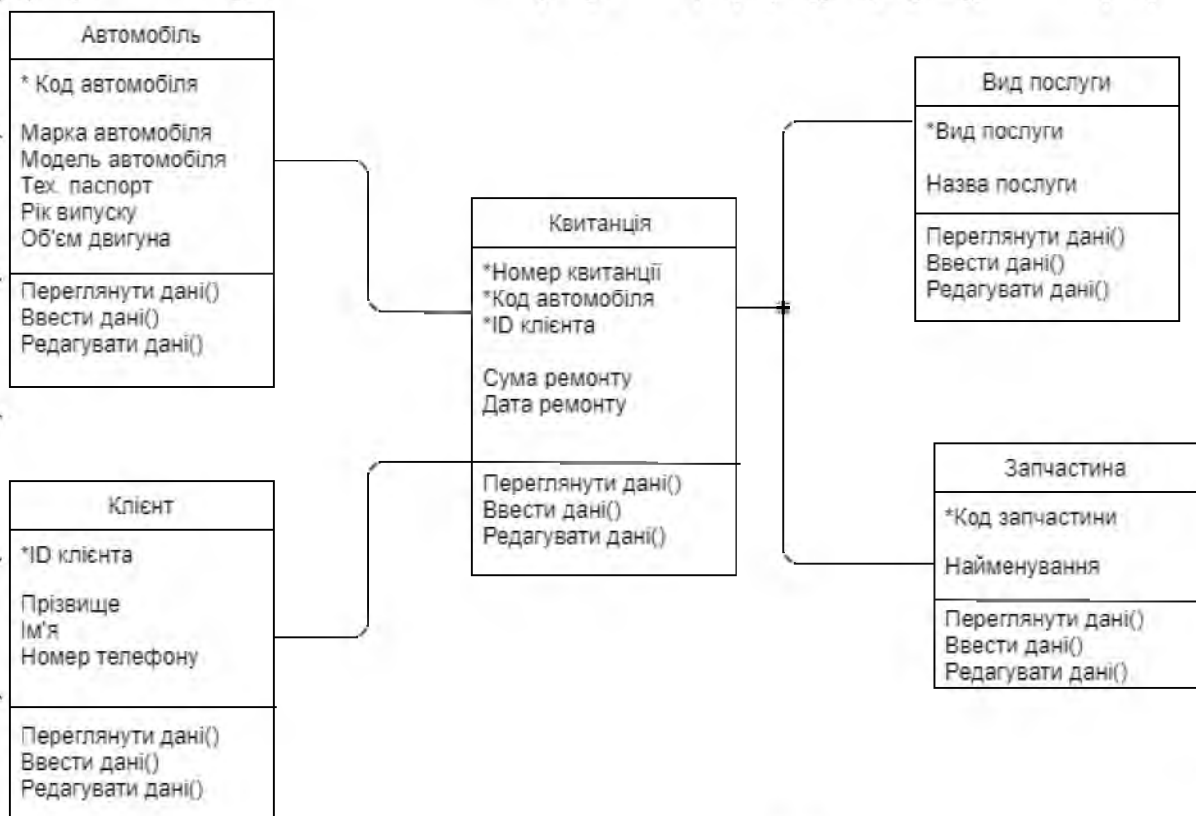 Автомобіль
* Код автомобіля
Марка автомобіля
Модель автомобіля
Тех. паспорт
Рік випуску
Об'єм двигуна
Переглянути дані()
Ввести дані()
Редагувати дані()
Клієнт
*ID клієнта
Прізвище
Ім'я
Номер телефону
Переглянути дані()
Ввести дані()
Редагувати дані()
Квитанція
*Номер квитанції
*Код автомобіля
*ID клієнта
Сума ремонту
Дата ремонту
Переглянути дані()
Ввести дані()
Редагувати дані()
Вид послуги
*Вид послуги
Назва послуги
Переглянути дані()
Ввести дані()
Редагувати дані()
Запчастина
*Код запчастини
Найменування
Переглянути дані()
Ввести дані()
Редагувати дані()